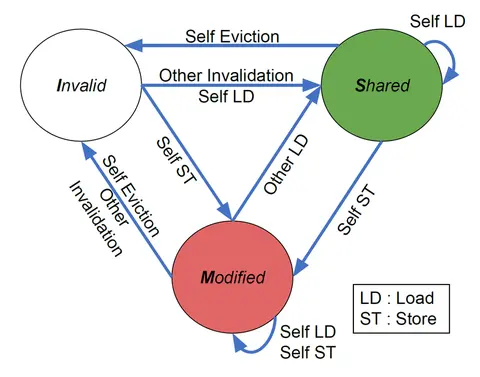 Self LD
Self Eviction
Invalid
Other Invalidation
Self LD
Shared
Self ST
Other LD
Self ST
Self Eviction
Other
Invalidation
Modified
LD : Load
ST : Store
Self LD
Self ST